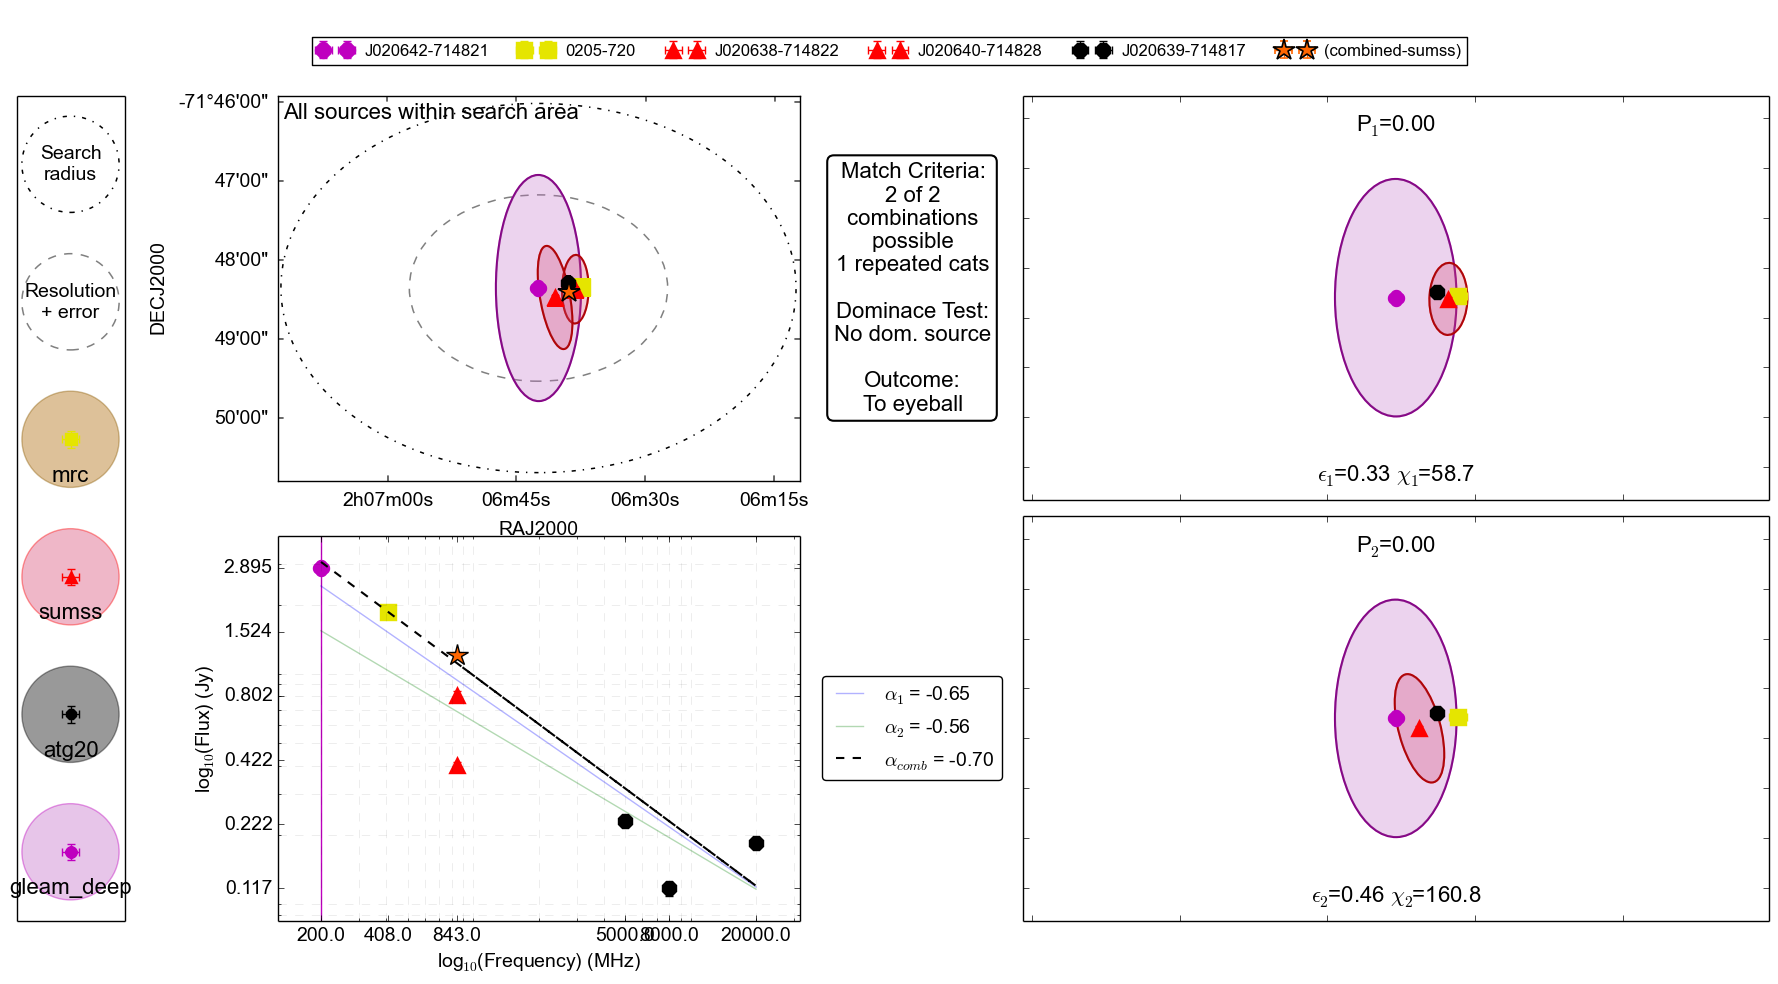 J020642-714821
0205-720
J020638-714822
J020640-714828
J020639-714817
(combined-sumss)
Search
radius
Resolution
+ error
mrc
sumss
atg20
gleam_deep
All sources within search area
-71°46'00"
47'00"
48'00"
49'00"
50'00"
DECJ2000
2h07m00s
06m45s
06m30s
06m15s
RAJ2000
Match Criteria:
2 of 2
combinations
possible
1 repeated cats
Dominace Test:
No dom. source
Outcome:
To eyeball
P₁=0.00
ϵ₁=0.33 χ₁=58.7
2.895
1.524
0.802
0.422
0.222
0.117
log₁₀(Flux) (Jy)
200.0
408.0
843.0
5000.0
8000.0
20000.0
log₁₀(Frequency) (MHz)
α₁ = -0.65
α₂ = -0.56
α_comb = -0.70
P₂=0.00
ϵ₂=0.46 χ₂=160.8